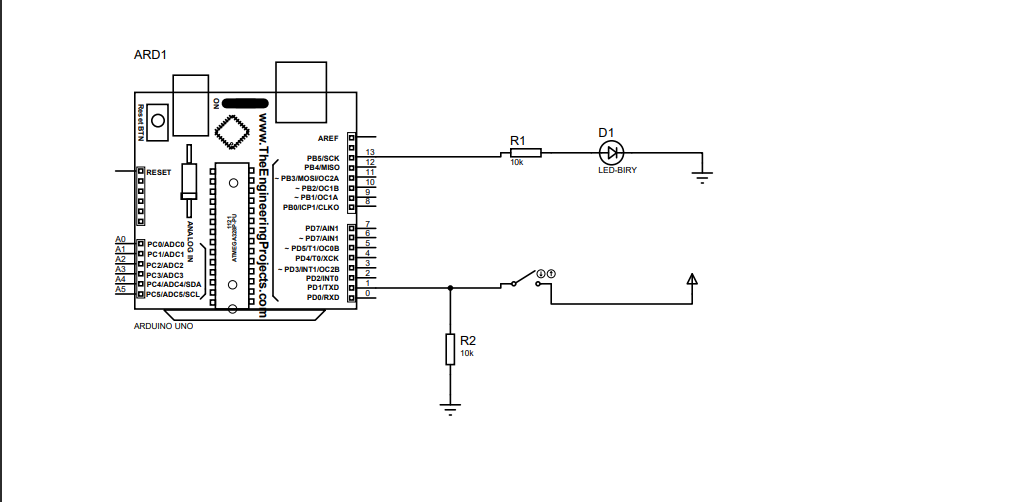 ARD1
ON
Reset BTN
www.TheEngineeringProjects.com
AREF
13
PB5/SCK
12
PB4/MISO
11
~ PB3/MOSI/OC2A
10
~ PB2/OC1B
9
~ PB1/OC1A
8
PB0/ICP1/CLKO
RESET
ANALOG IN
7
PD7/AIN1
6
~ PD7/AIN1
5
~ PD5/T1/OC0B
4
PD4/T0/XCK
3
~ PD3/INT1/OC2B
2
PD2/INT0
1
PD1/TXD
0
PD0/RXD
A0
PC0/ADC0
A1
PC1/ADC1
A2
PC2/ADC2
A3
PC3/ADC3
A4
PC4/ADC4/SDA
A5
PC5/ADC5/SCL
ARDUINO UNO
R1
10k
D1
LED-BIRY
R2
10k